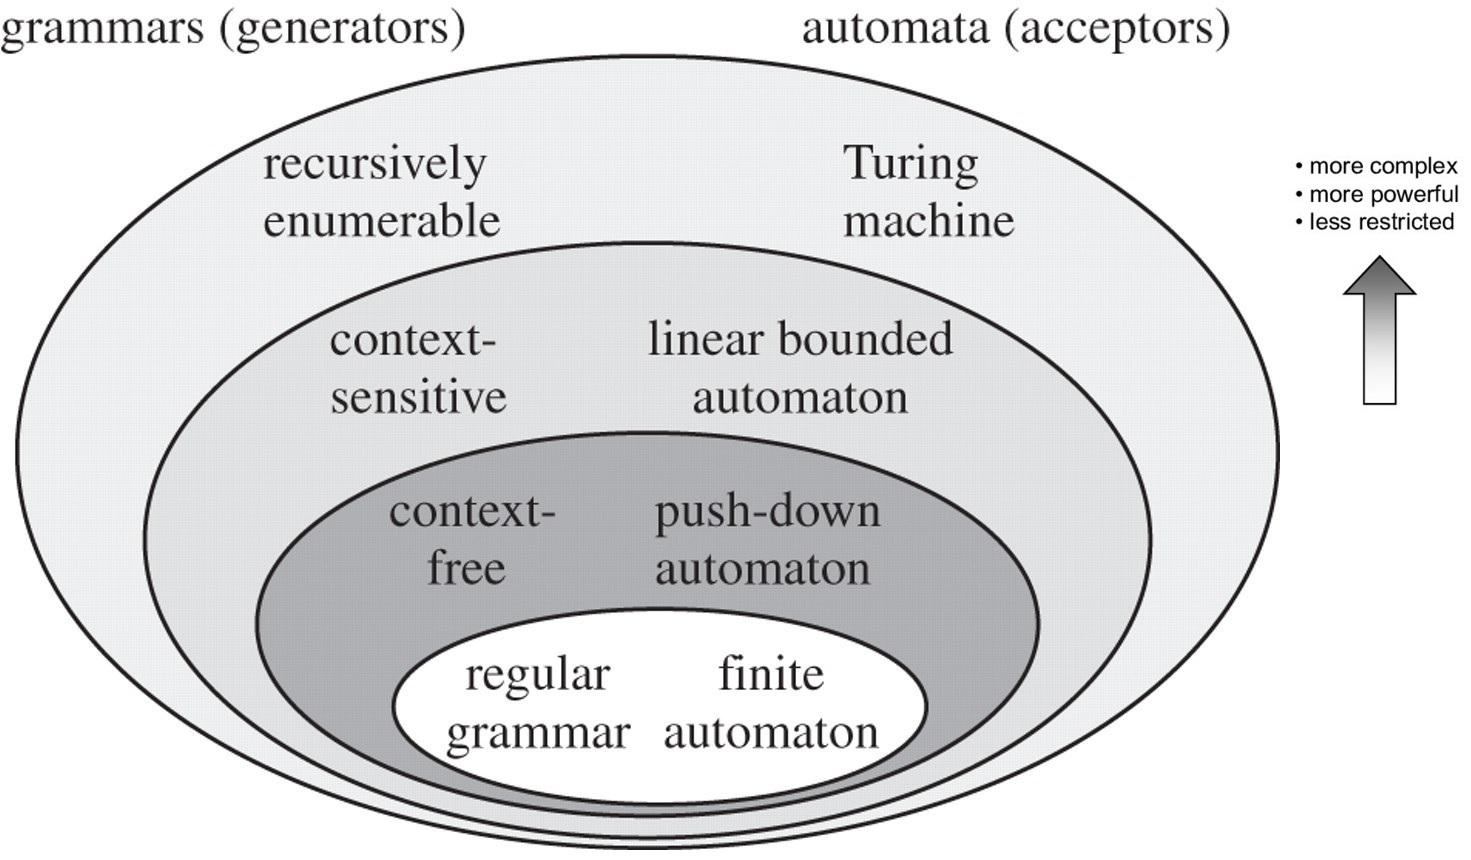 grammars (generators)
automata (acceptors)
recursively
enumerable
Turing
machine
• more complex
• more powerful
• less restricted
context-
sensitive
linear bounded
automaton
context-
free
push-down
automaton
regular
grammar
finite
automaton